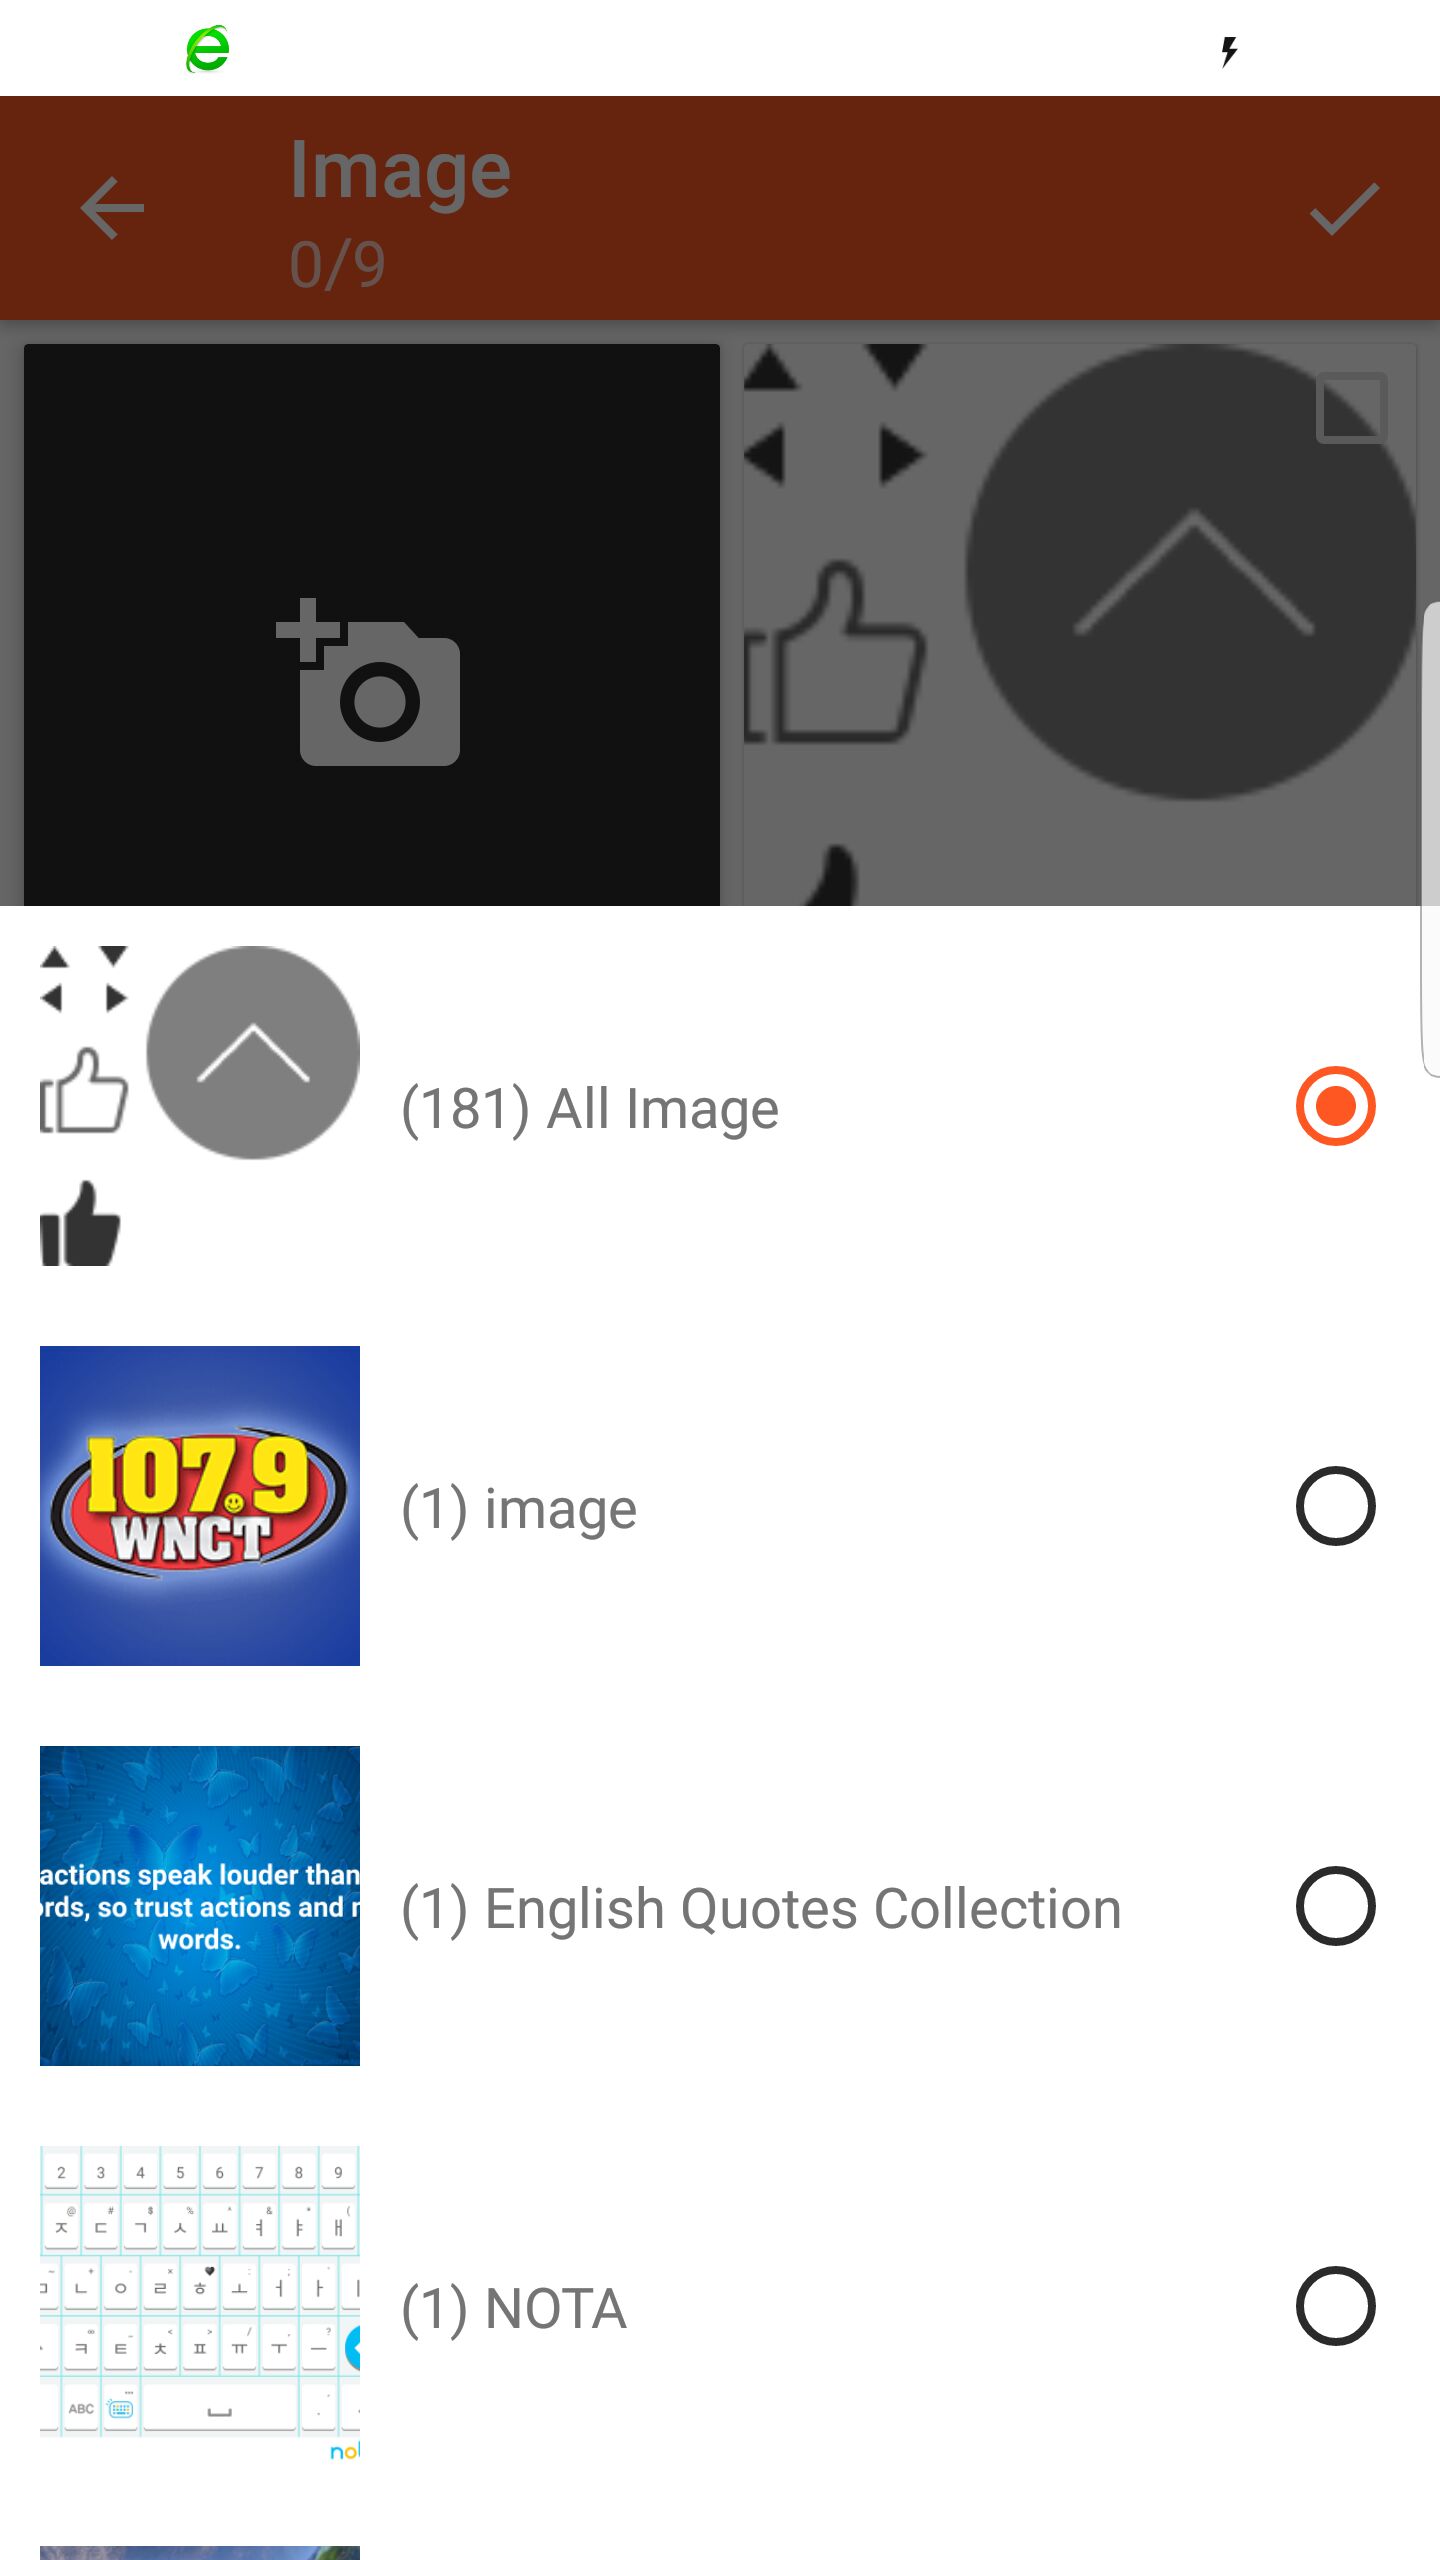 Image
0/9
(181) All Image
107.9
WNCT
(1) image
actions speak louder than
so trust actions and
words.
(1) English Quotes Collection
2 3 4 5 6 7 8 9
@ # $ % ^ & * (
ㅈ ㄷ ㄱ ㅅ ㅛ ㅕ ㅑ ㅐ
ㄴ ㅇ ㄹ ㅎ ㅗ ㅓ ㅏ
ㅋ ㅌ ㅊ ㅍ ㅠ ㅜ ㅡ
ABC
(1) NOTA